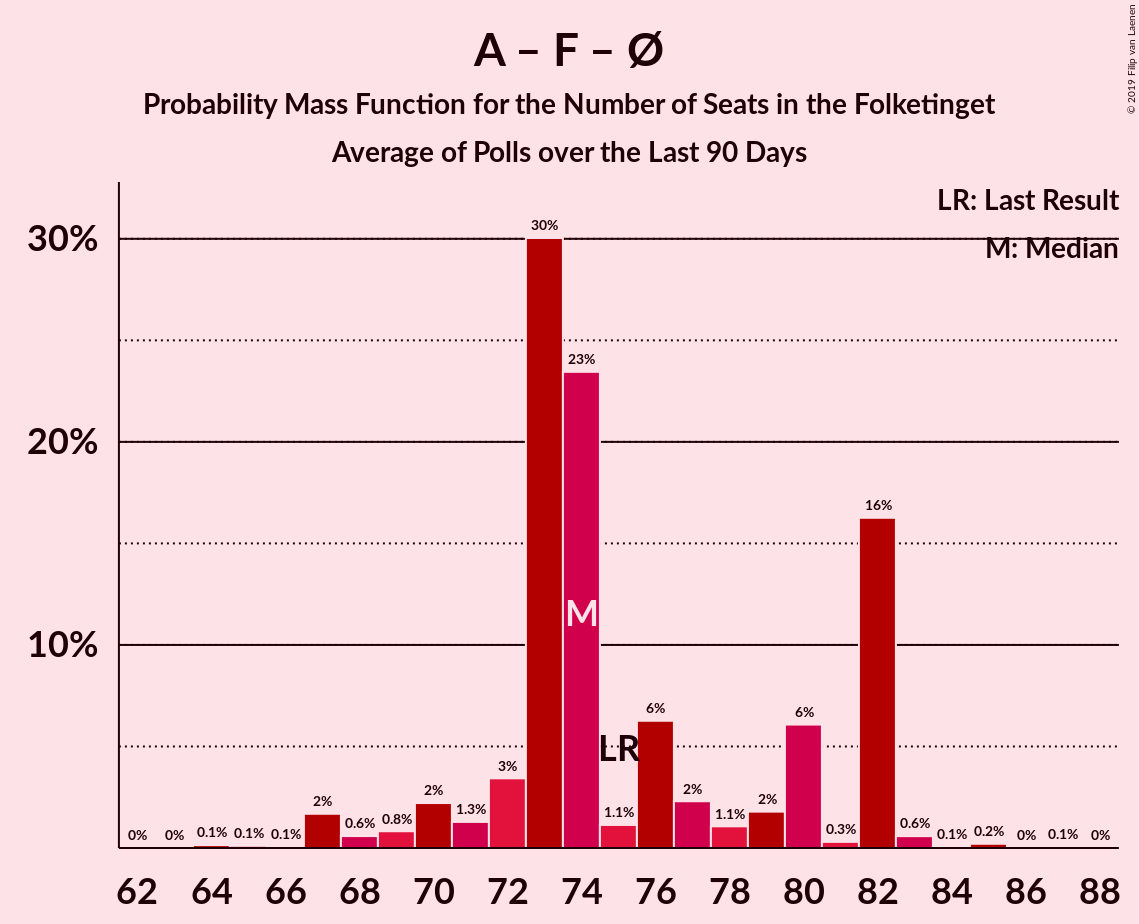 A – F – Ø
Probability Mass Function for the Number of Seats in the Folketinget
Average of Polls over the Last 90 Days
© 2019 Filip van Laenen
LR: Last Result
M: Median
30%
20%
10%
0% 0% 0.1% 0.1% 0.1% 2% 0.6% 0.8% 2% 1.3% 3% 30% 23% 1.1% 6% 2% 1.1% 2% 6% 0.3% 16% 0.6% 0.1% 0.2% 0% 0.1% 0%
M
LR
62 64 66 68 70 72 74 76 78 80 82 84 86 88